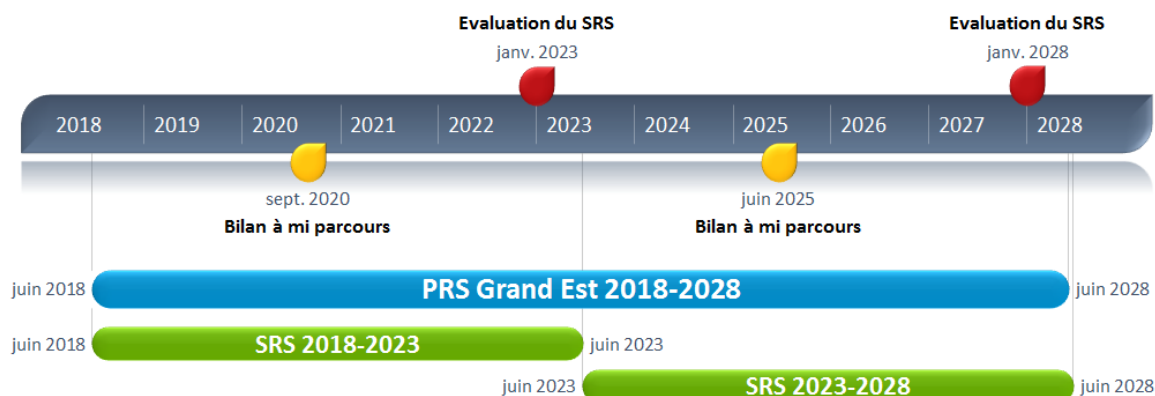 Evaluation du SRS
janv. 2023
Evaluation du SRS
janv. 2028
2018 2019 2020 2021 2022 2023 2024 2025 2026 2027 2028
sept. 2020
Bilan à mi parcours
juin 2025
Bilan à mi parcours
juin 2018 PRS Grand Est 2018-2028 juin 2028
juin 2018 SRS 2018-2023 juin 2023
juin 2023 SRS 2023-2028 juin 2028